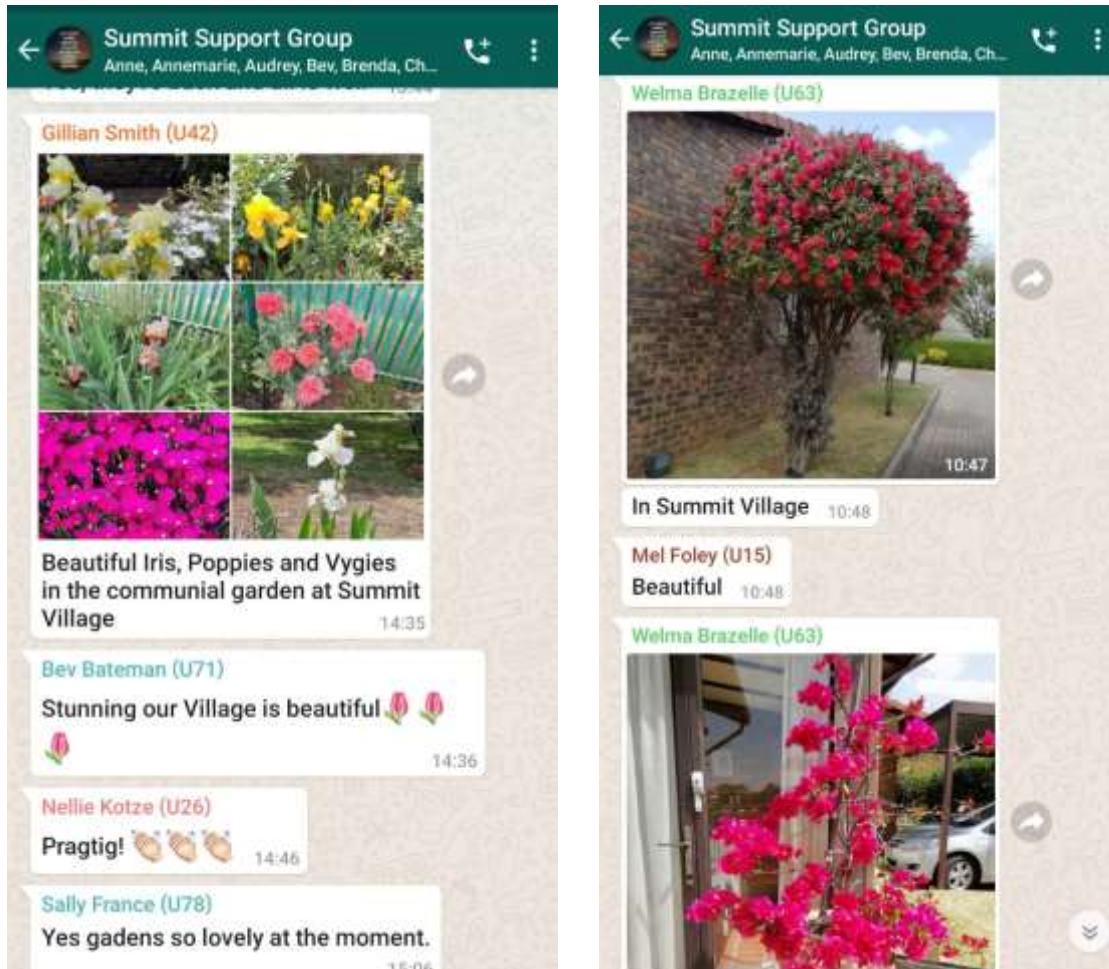 Summit Support Group
Anne, Annemarie, Audrey, Bev, Brenda, Ch...
Gillian Smith (U42)
Beautiful Iris, Poppies and Vygies
in the communial garden at Summit
Village
14:35
Bev Bateman (U71)
Stunning our Village is beautiful🌷🌷
🌷
14:36
Nellie Kotze (U26)
Pragtig! 👏🏻👏🏻👏🏻 14:46
Sally France (U78)
Yes gadens so lovely at the moment.
15:06
Summit Support Group
Anne, Annemarie, Audrey, Bev, Brenda, Ch...
Welma Brazelle (U63)
10:47
In Summit Village 10:48
Mel Foley (U15)
Beautiful 10:48
Welma Brazelle (U63)